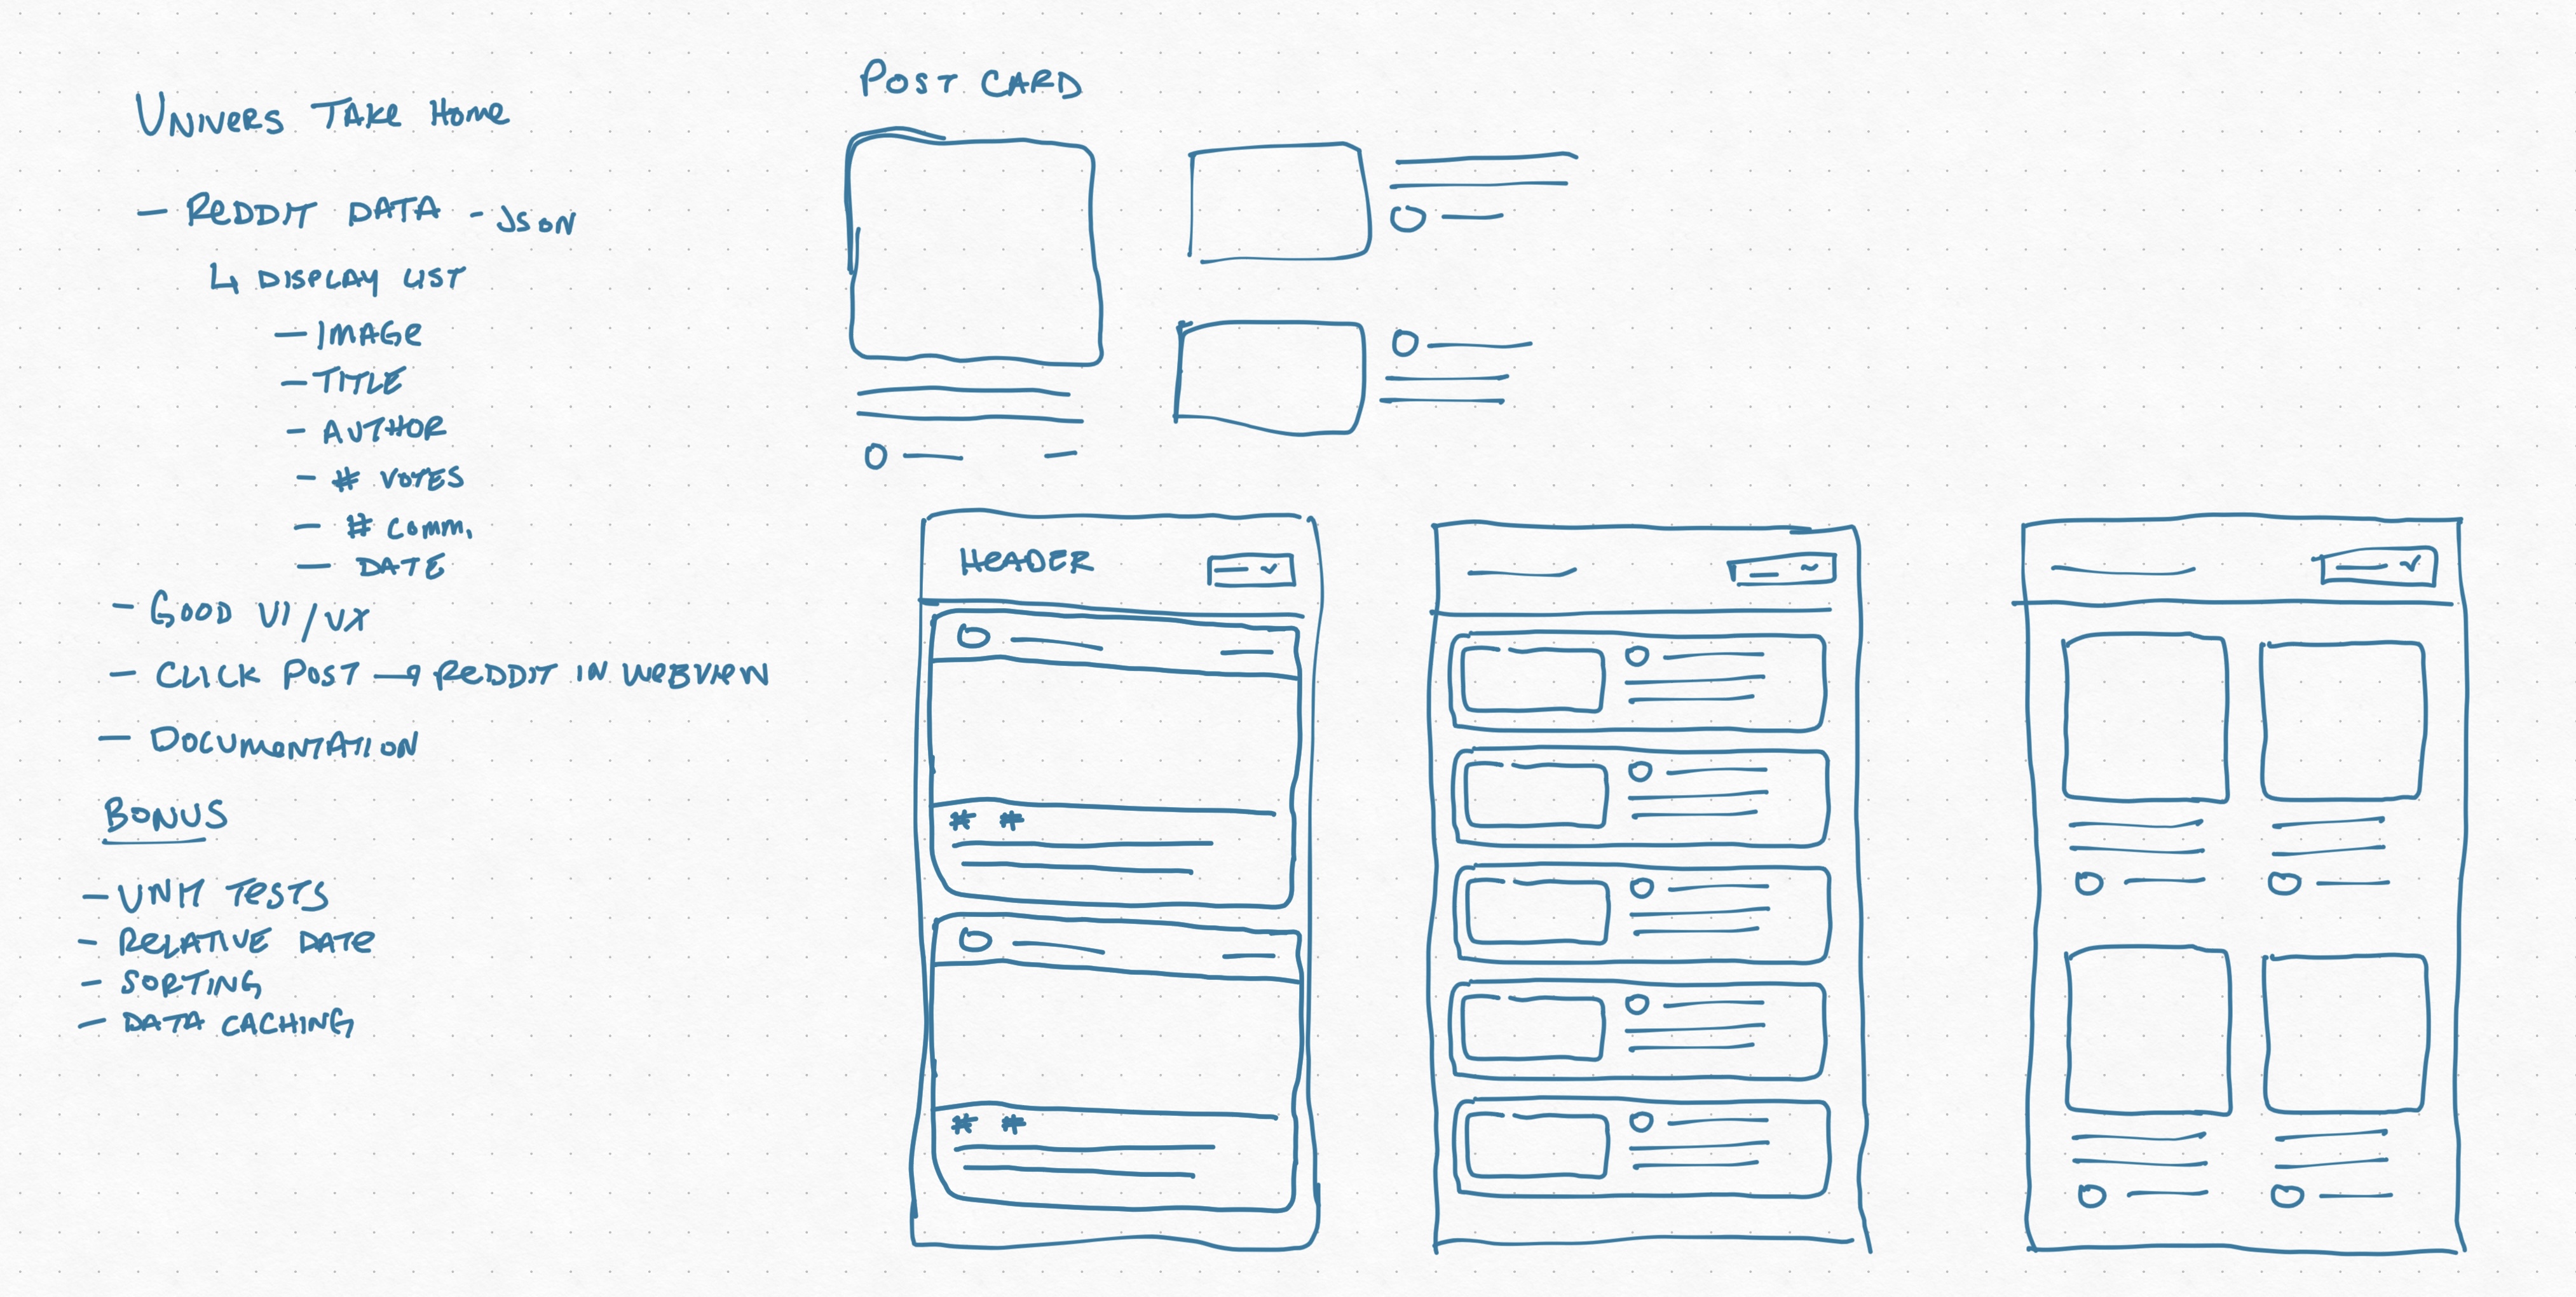 UNIVERS TAKE HOME
- REDDIT DATA - JSON
↳ DISPLAY LIST
- IMAGE
- TITLE
- AUTHOR
- # VOTES
- # COMM.
- DATE
- GOOD UI/UX
- CLICK POST → REDDIT IN WEBVIEW
- DOCUMENTATION
BONUS
- UNIT TESTS
- RELATIVE DATE
- SORTING
- DATA CACHING
POST CARD
HEADER